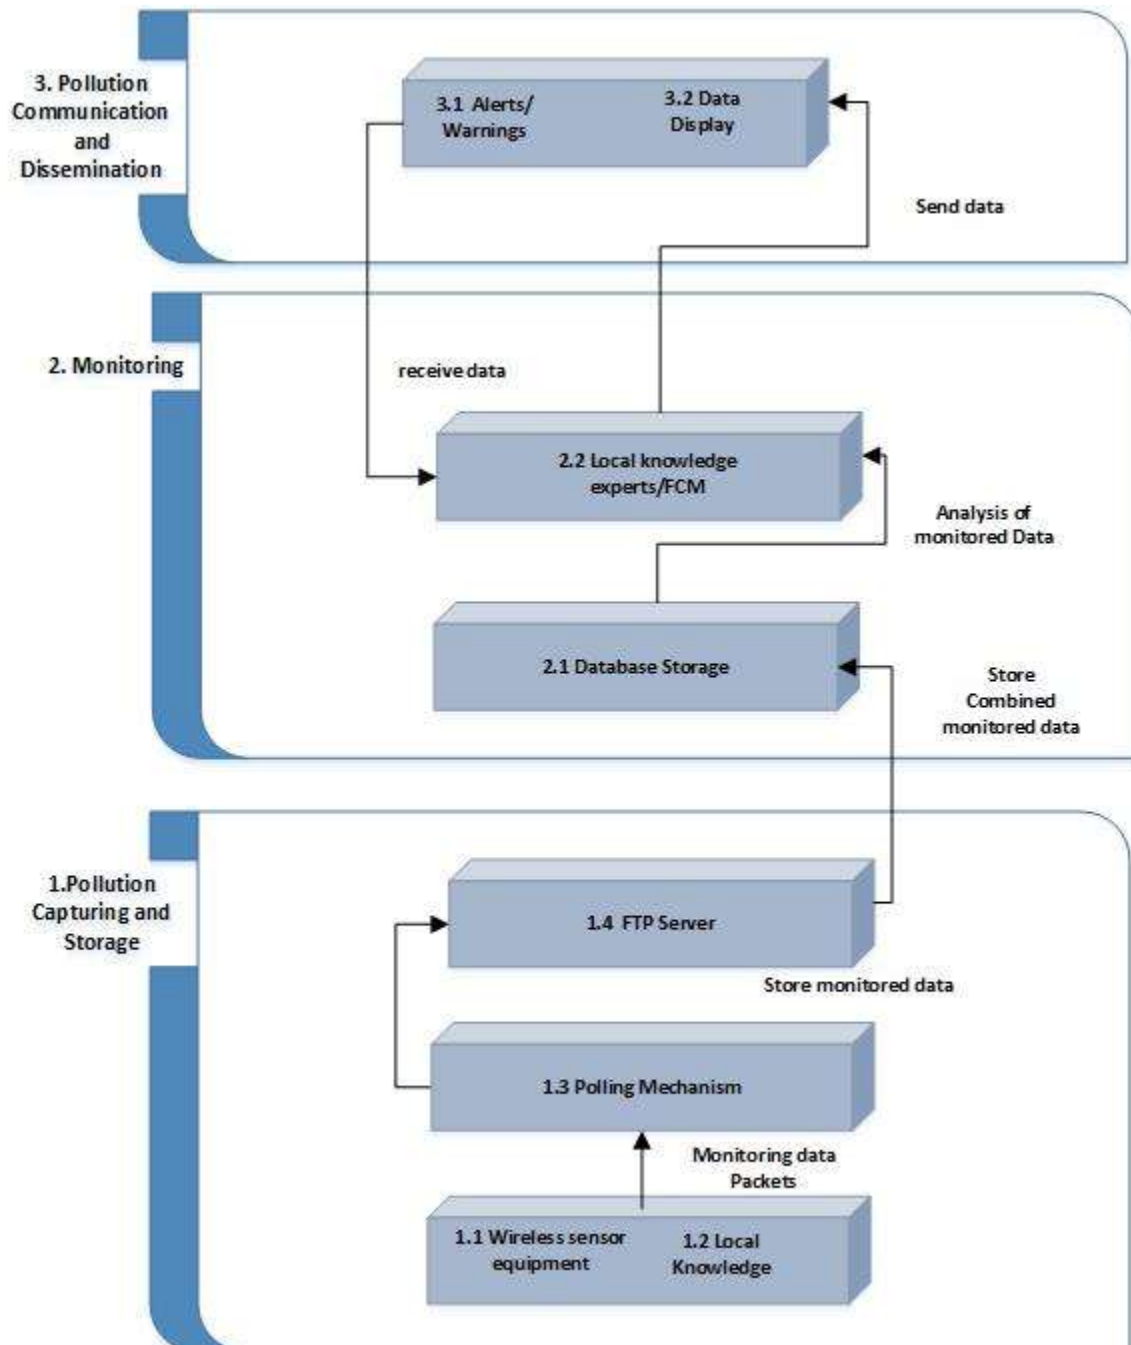 3. Pollution
Communication
and
Dissemination
3.1 Alerts/
Warnings
3.2 Data
Display
Send data
2. Monitoring
receive data
2.2 Local knowledge
experts/FCM
Analysis of
monitored Data
2.1 Database Storage
Store
Combined
monitored data
1.Pollution
Capturing and
Storage
1.4 FTP Server
Store monitored data
1.3 Polling Mechanism
Monitoring data
Packets
1.1 Wireless sensor
equipment
1.2 Local
Knowledge